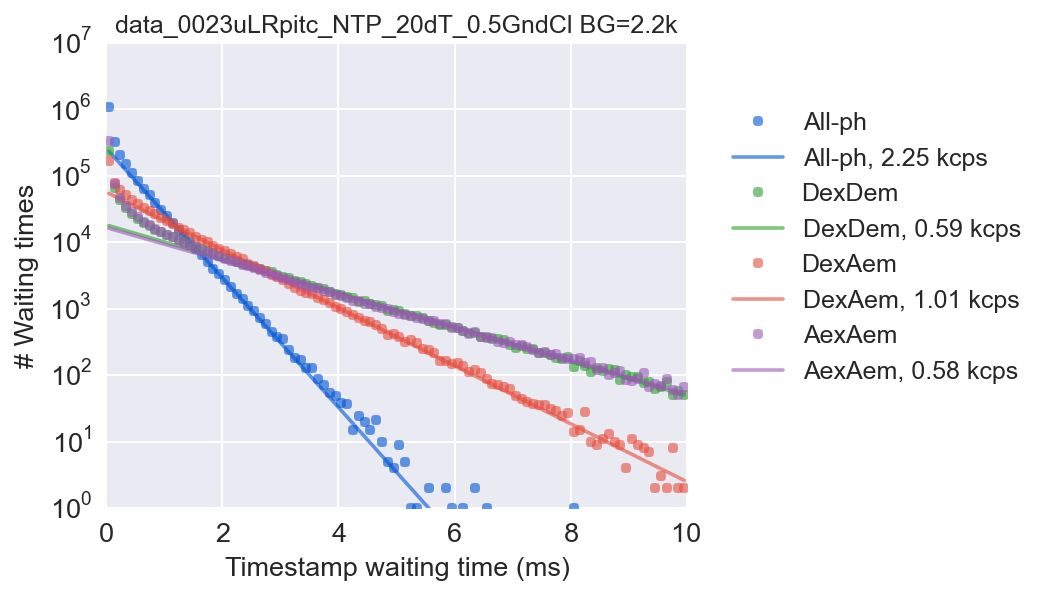 data_0023uLRpitc_NTP_20dT_0.5GndCl BG=2.2k
10^7
10^6
10^5
10^4
10^3
10^2
10^1
10^0
# Waiting times
0 2 4 6 8 10
Timestamp waiting time (ms)
All-ph
All-ph, 2.25 kcps
DexDem
DexDem, 0.59 kcps
DexAem
DexAem, 1.01 kcps
AexAem
AexAem, 0.58 kcps